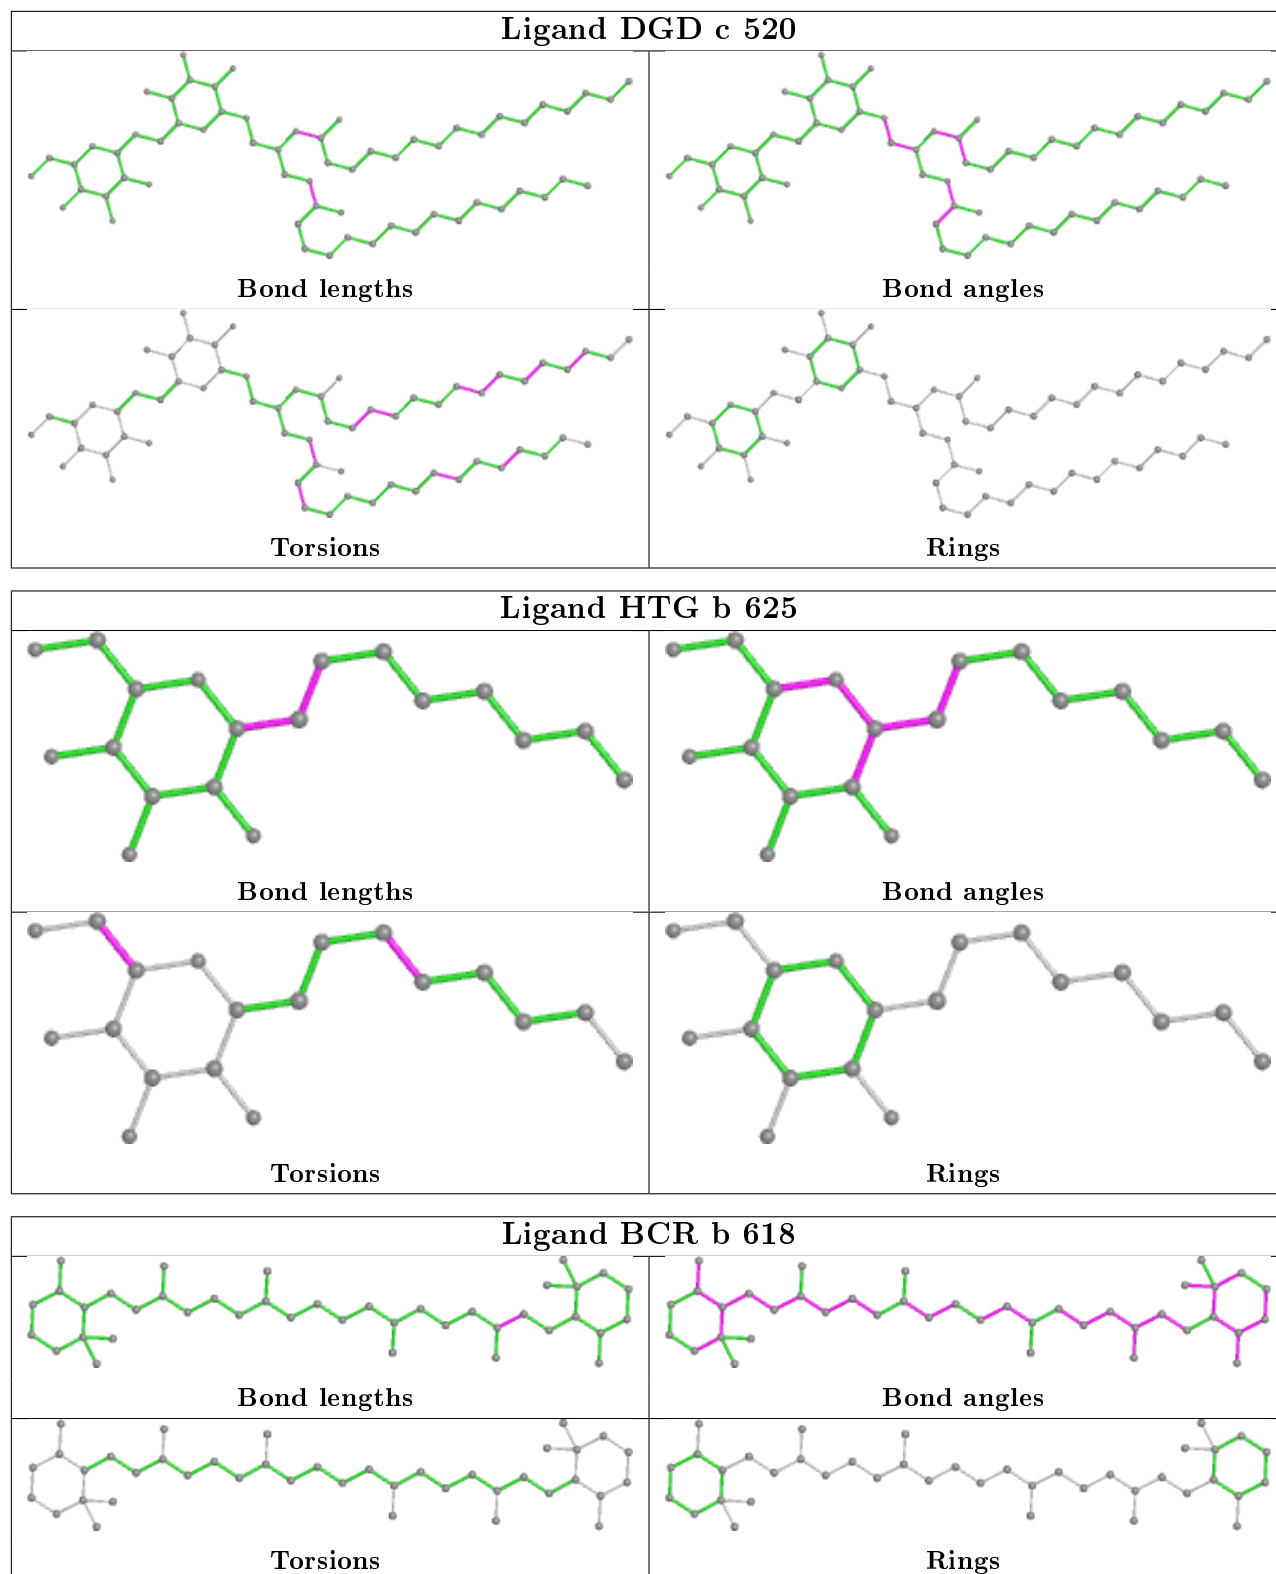 Ligand DGD c 520
Bond lengths
Bond angles
Torsions
Rings
Ligand HTG b 625
Bond lengths
Bond angles
Torsions
Rings
Ligand BCR b 618
Bond lengths
Bond angles
Torsions
Rings